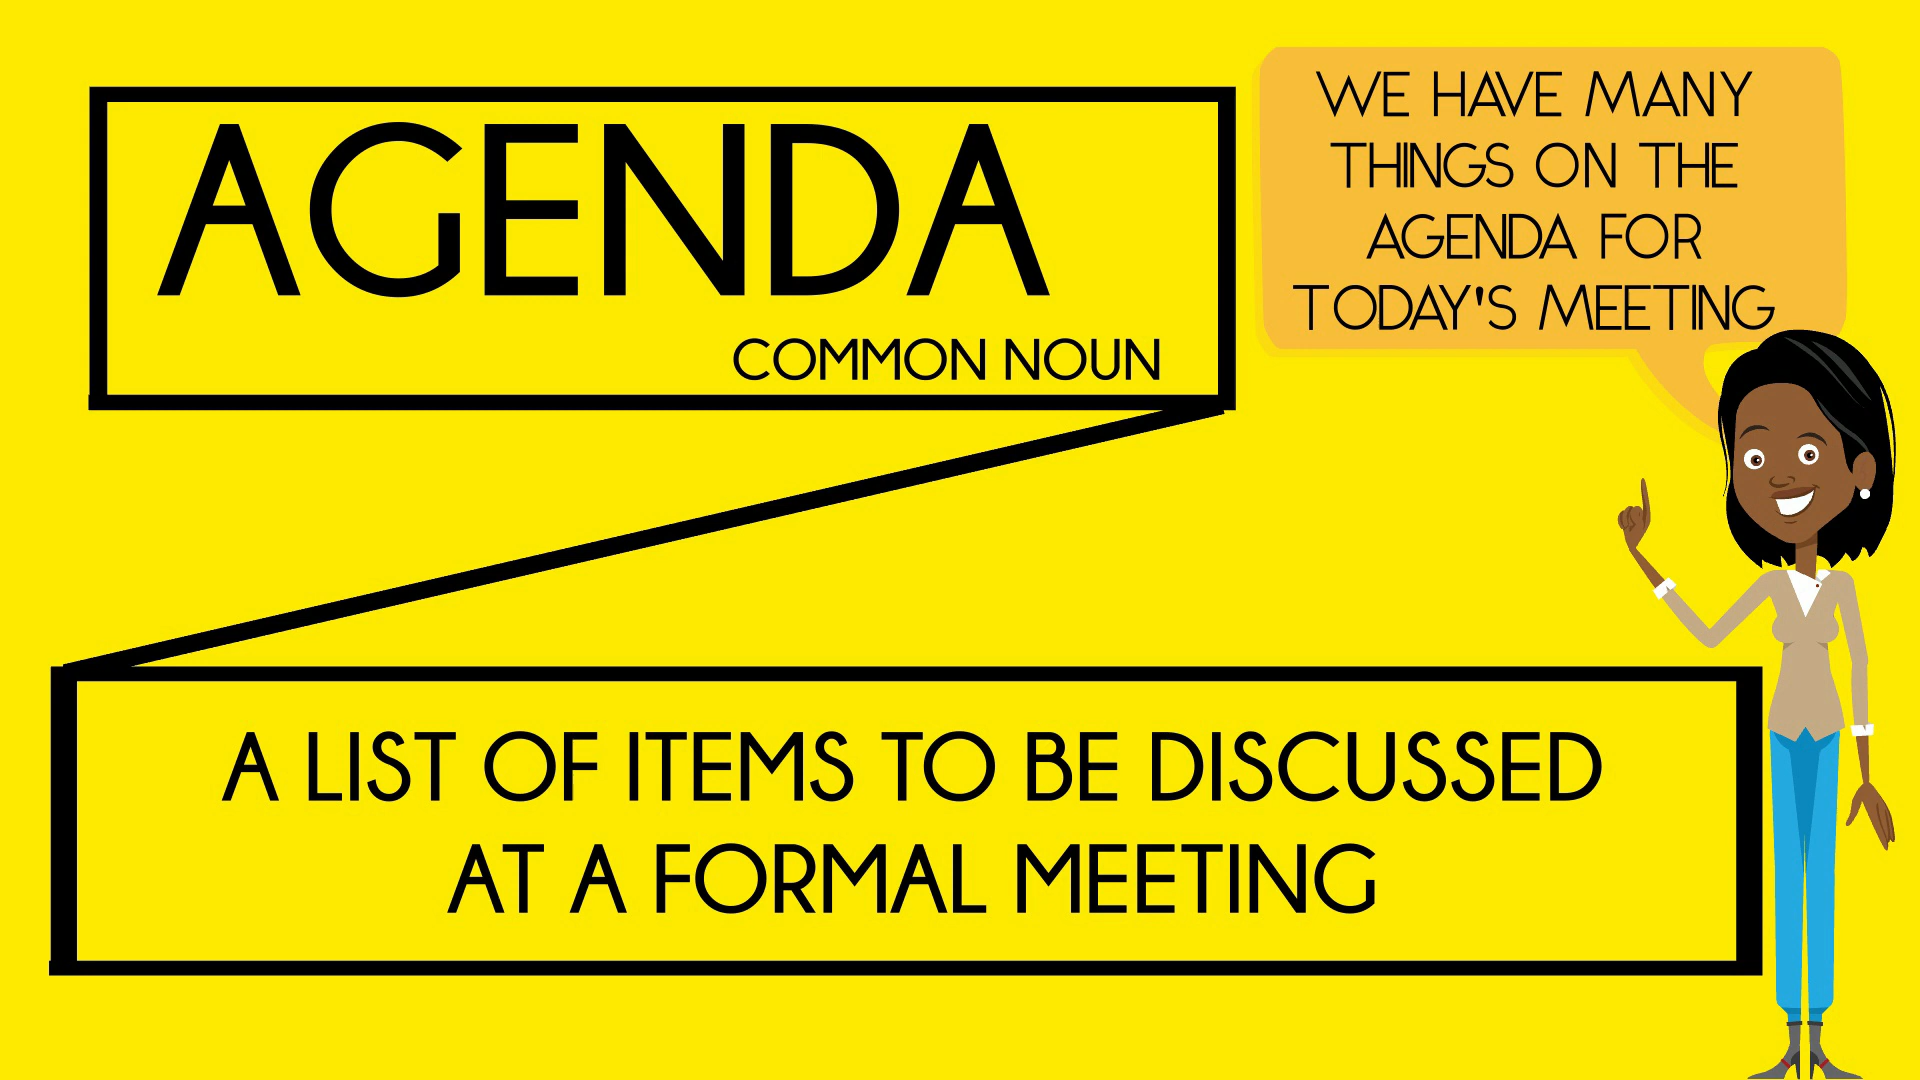 AGENDA
COMMON NOUN
WE HAVE MANY
THINGS ON THE
AGENDA FOR
TODAY'S MEETING
A LIST OF ITEMS TO BE DISCUSSED
AT A FORMAL MEETING